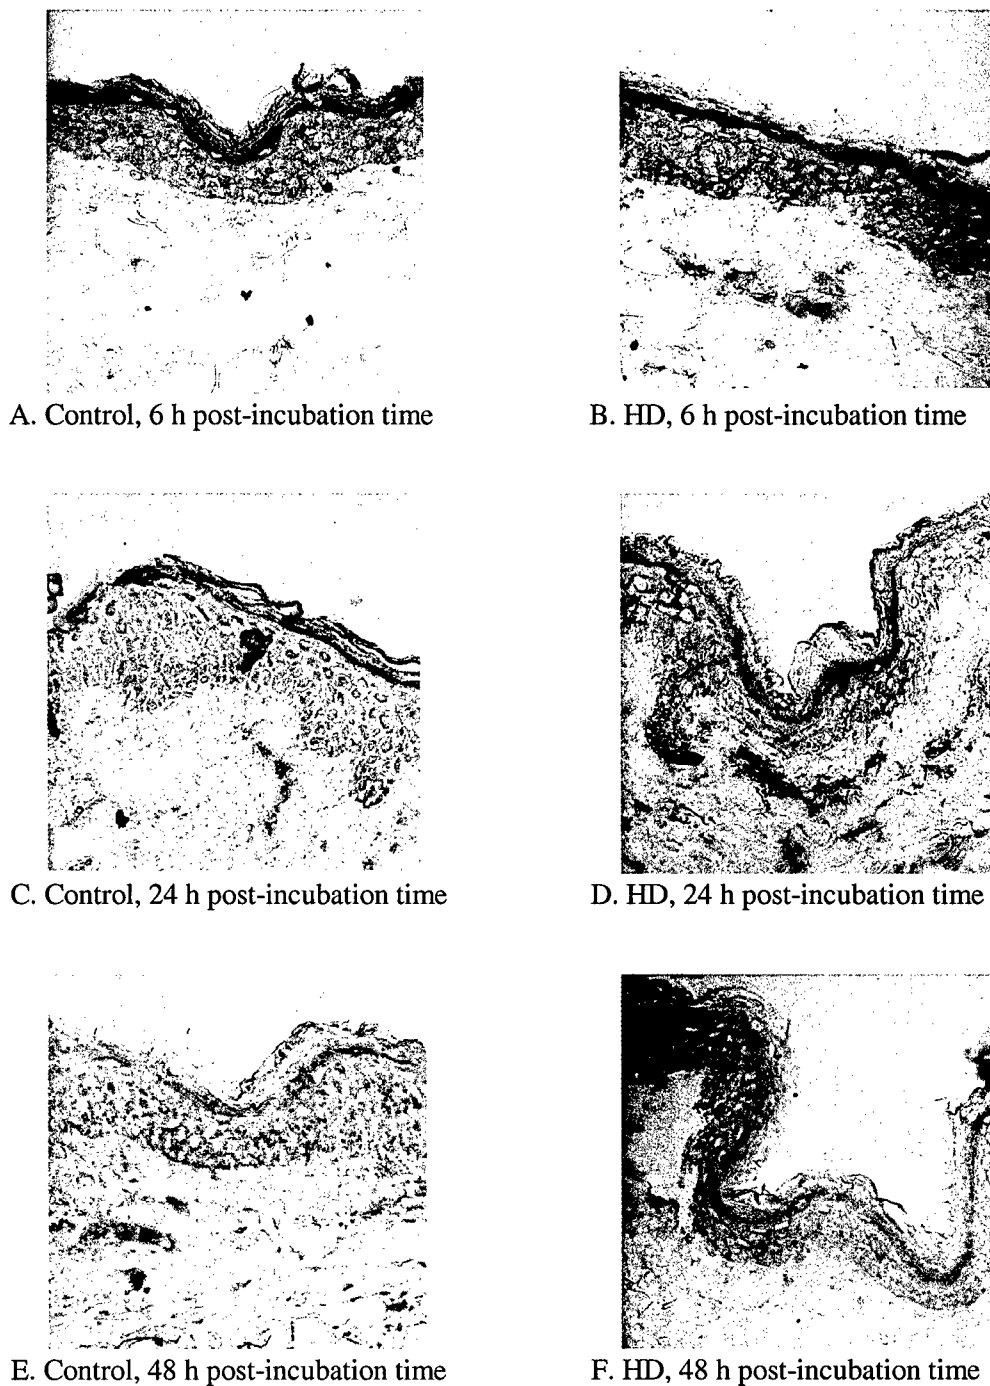 A. Control, 6 h post-incubation time
B. HD, 6 h post-incubation time
C. Control, 24 h post-incubation time
D. HD, 24 h post-incubation time
E. Control, 48 h post-incubation time
F. HD, 48 h post-incubation time